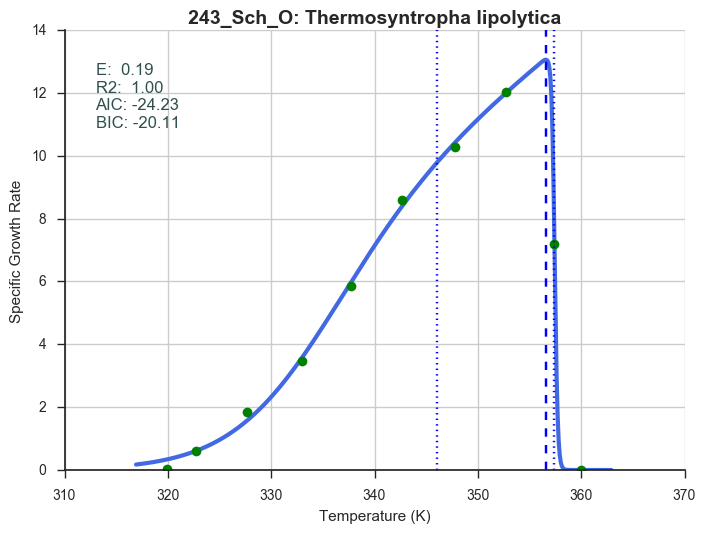 243_Sch_O: Thermosyntropha lipolytica
E:  0.19
R2:  1.00
AIC: -24.23
BIC: -20.11
Specific Growth Rate
14
12
10
8
6
4
2
0
310 320 330 340 350 360 370
Temperature (K)